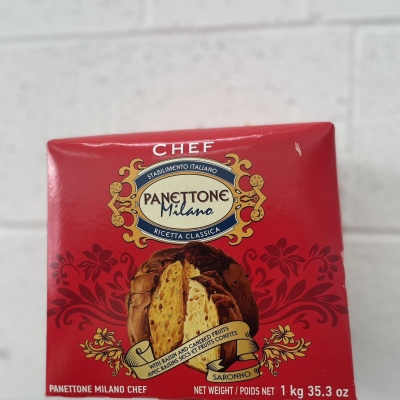 CHEF
STABILIMENTO ITALIANO
PANETTONE
Milano
RICETTA CLASSICA
WITH RAISIN AND CANDIED FRUITS
AVEC RAISINS SECS ET FRUITS CONFITS
SARONNO
PANETTONE MILANO CHEF
NET WEIGHT / POIDS NET 1 kg 35.3 oz